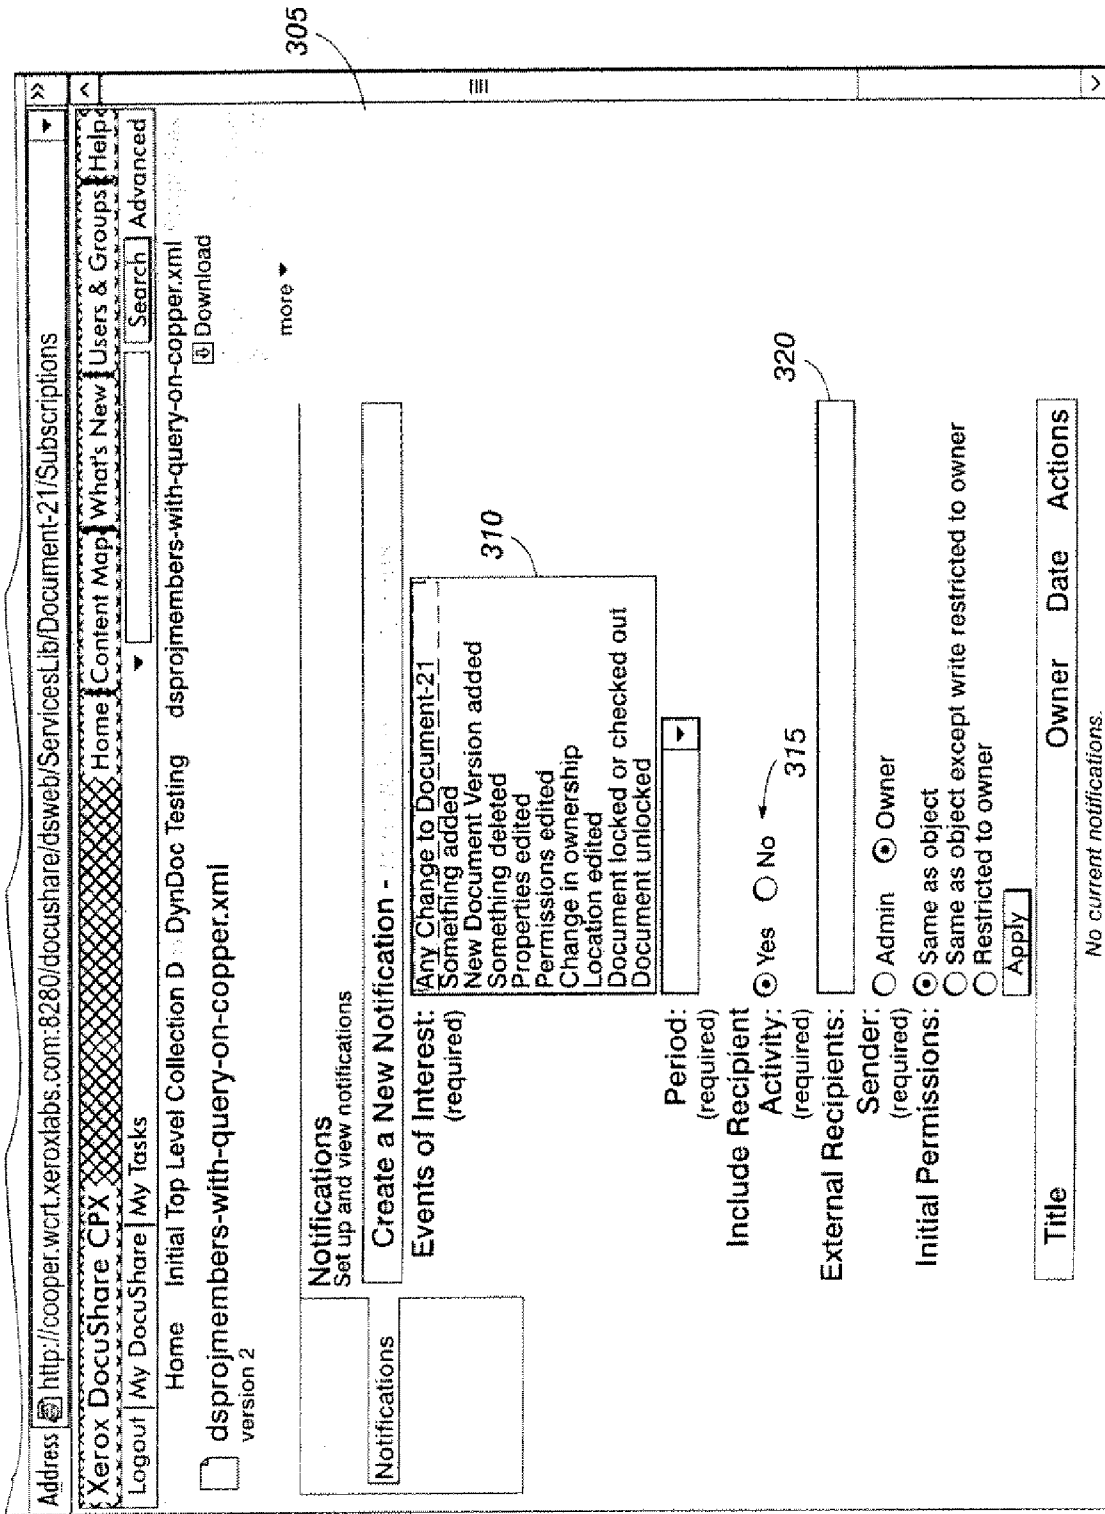 305
Address http://cooper.wcrt.xeroxlabs.com:8280/docushare/dsweb/ServicesLib/Document-21/Subscriptions
Xerox DocuShare CPX Home Content Map What's New Users & Groups Help
Logout My DocuShare My Tasks Search Advanced
Home Initial Top Level Collection D DynDoc Testing dsprojmembers-with-query-on-copper.xml
dsprojmembers-with-query-on-copper.xml
version 2
Download
more
Notifications
Notifications
Set up and view notifications
Create a New Notification -
Events of Interest:
(required)
Any Change to Document-21
Something added
New Document Version added
Something deleted
Properties edited
Permissions edited
Change in ownership
Location edited
Document locked or checked out
Document unlocked
310
Period:
(required)
Include Recipient
Activity: Yes No
(required)
315
External Recipients:
320
Sender: Admin Owner
(required)
Initial Permissions: Same as object
Same as object except write restricted to owner
Restricted to owner
Apply
Title Owner Date Actions
No current notifications.